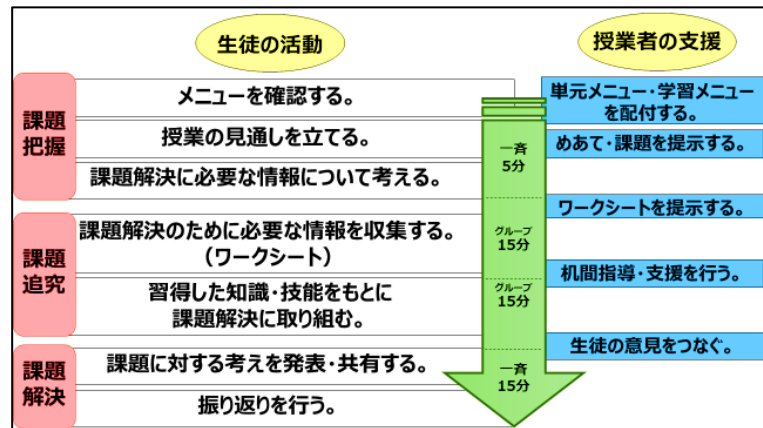 生徒の活動
授業者の支援
課題
把握
メニューを確認する。
授業の見通しを立てる。
課題解決に必要な情報について考える。
一斉
5分
単元メニュー・学習メニュー
を配付する。
めあて・課題を提示する。
課題
追究
課題解決のために必要な情報を収集する。
（ワークシート）
習得した知識・技能をもとに
課題解決に取り組む。
グループ
15分
グループ
15分
ワークシートを提示する。
机間指導・支援を行う。
課題
解決
課題に対する考えを発表・共有する。
振り返りを行う。
一斉
15分
生徒の意見をつなぐ。